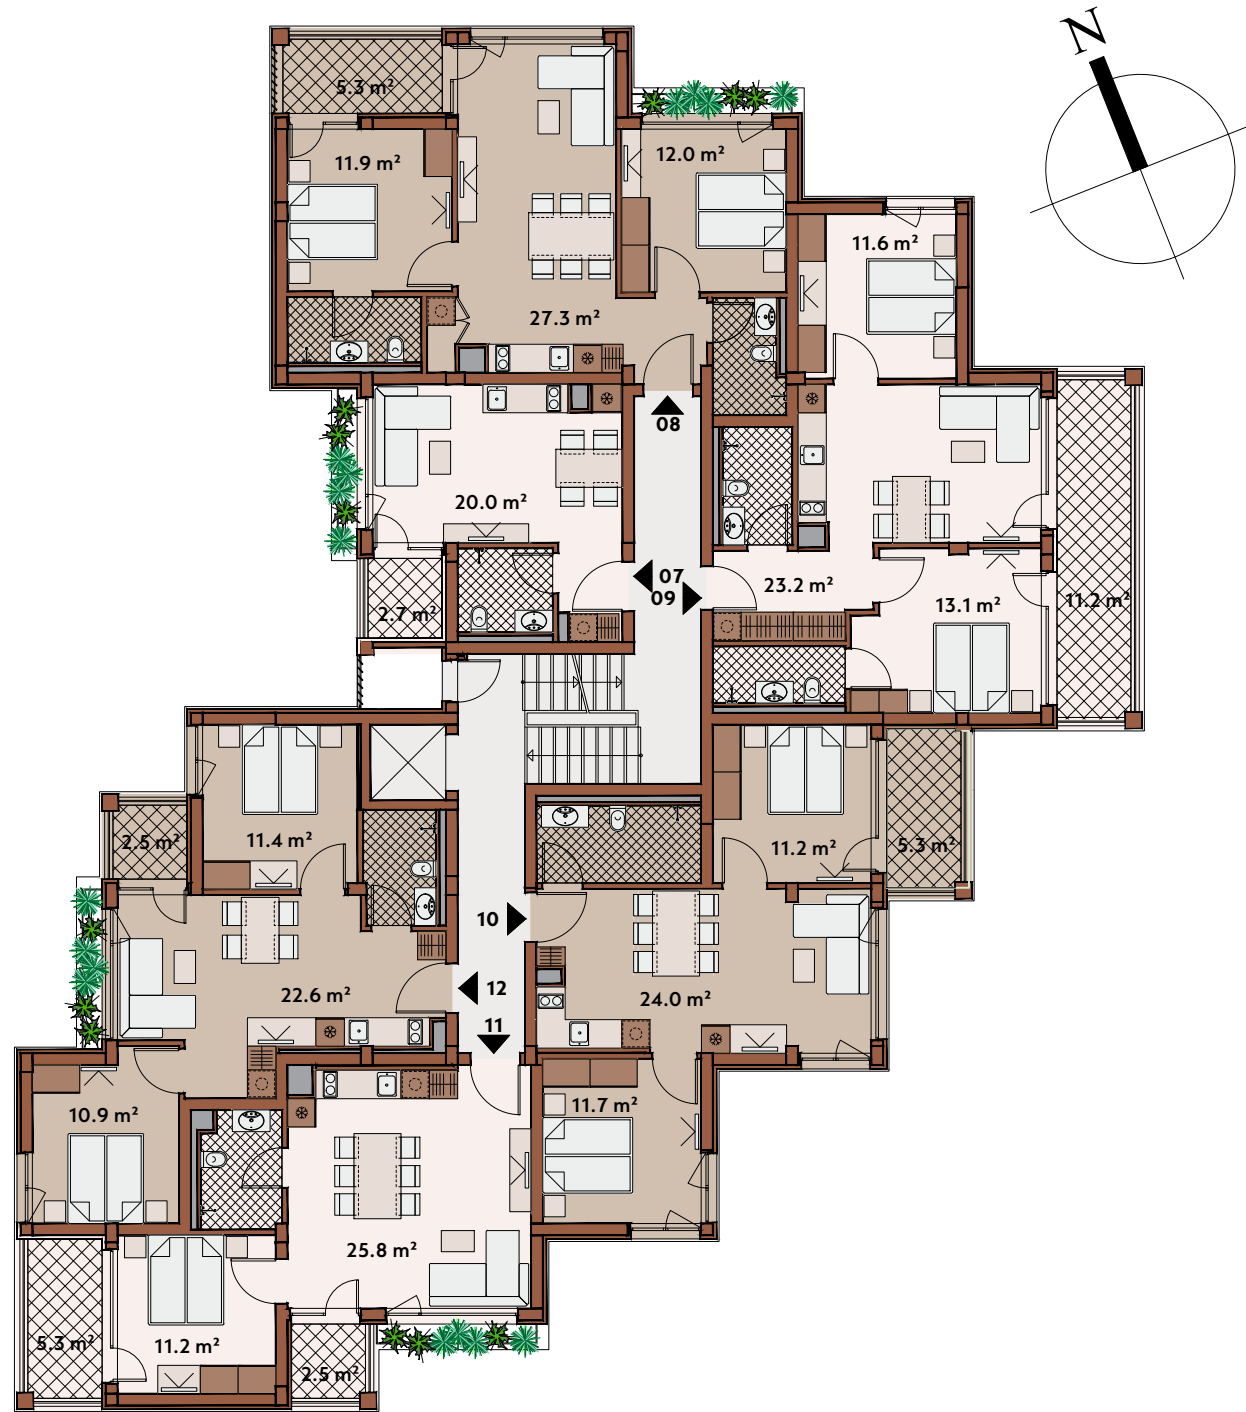 N
5.3 m²
11.9 m²
12.0 m²
11.6 m²
27.3 m²
08
20.0 m²
07
09
23.2 m²
13.1 m²
11.2 m²
2.7 m²
2.5 m²
11.4 m²
11.2 m²
5.3 m²
10
12
11
22.6 m²
24.0 m²
10.9 m²
11.7 m²
25.8 m²
5.3 m²
11.2 m²
2.5 m²